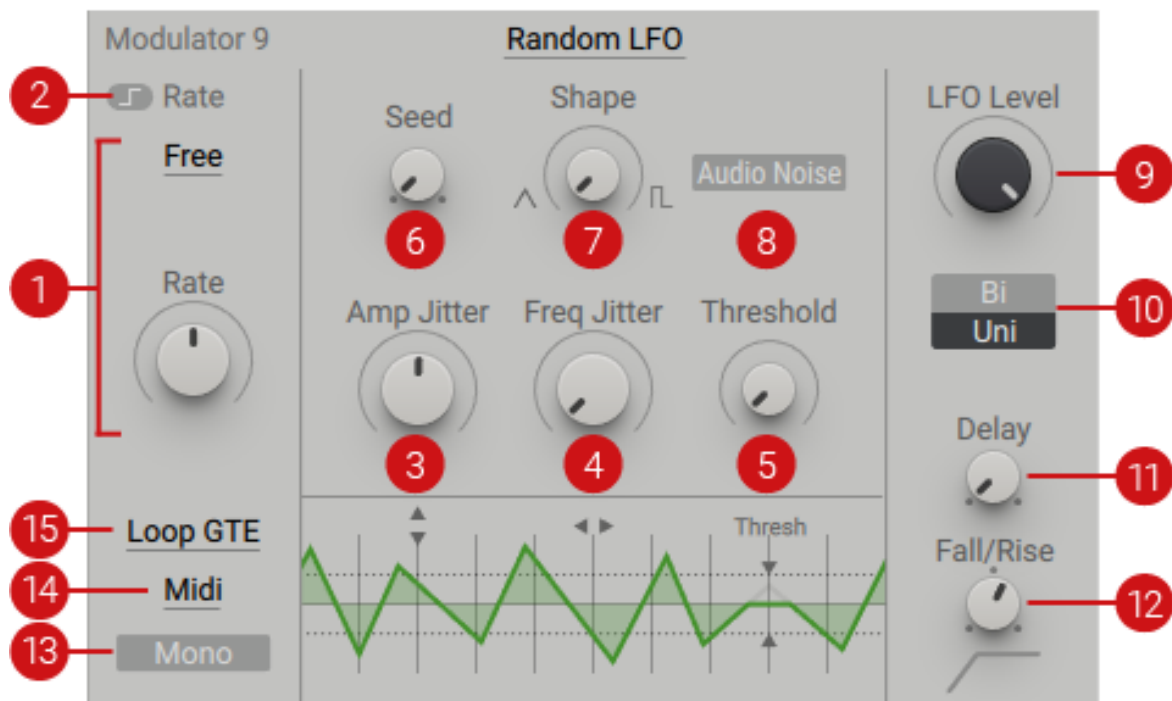 Modulator 9
Random LFO
2
Rate
Free
1
Rate
15
Loop GTE
14
Midi
13
Mono
Seed
Shape
Audio Noise
6
7
8
Amp Jitter
Freq Jitter
Threshold
3
4
5
Thresh
LFO Level
9
Bi
10
Uni
Delay
11
Fall/Rise
12